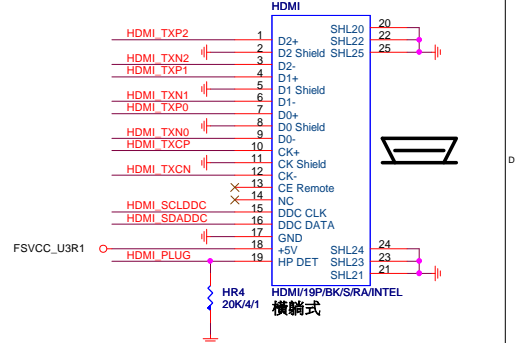 HDMI
HDMI_TXP2 1 D2+ SHL20 20
2 D2 Shield SHL22 22
HDMI_TXN2 3 D2- SHL25 25
HDMI_TXP1 4 D1+
5 D1 Shield
HDMI_TXN1 6 D1-
HDMI_TXP0 7 D0+
8 D0 Shield
HDMI_TXN0 9 D0-
HDMI_TXCP 10 CK+
11 CK Shield
HDMI_TXCN 12 CK-
13 CE Remote
14 NC
HDMI_SCLDDC 15 DDC CLK
HDMI_SDADDC 16 DDC DATA
17 GND
FSVCC_U3R1 18 +5V SHL24 24
HDMI_PLUG 19 HP DET SHL23 23
SHL21 21
HR4 HDMI/19P/BK/S/RA/INTEL
20K/4/1 橫躺式
D